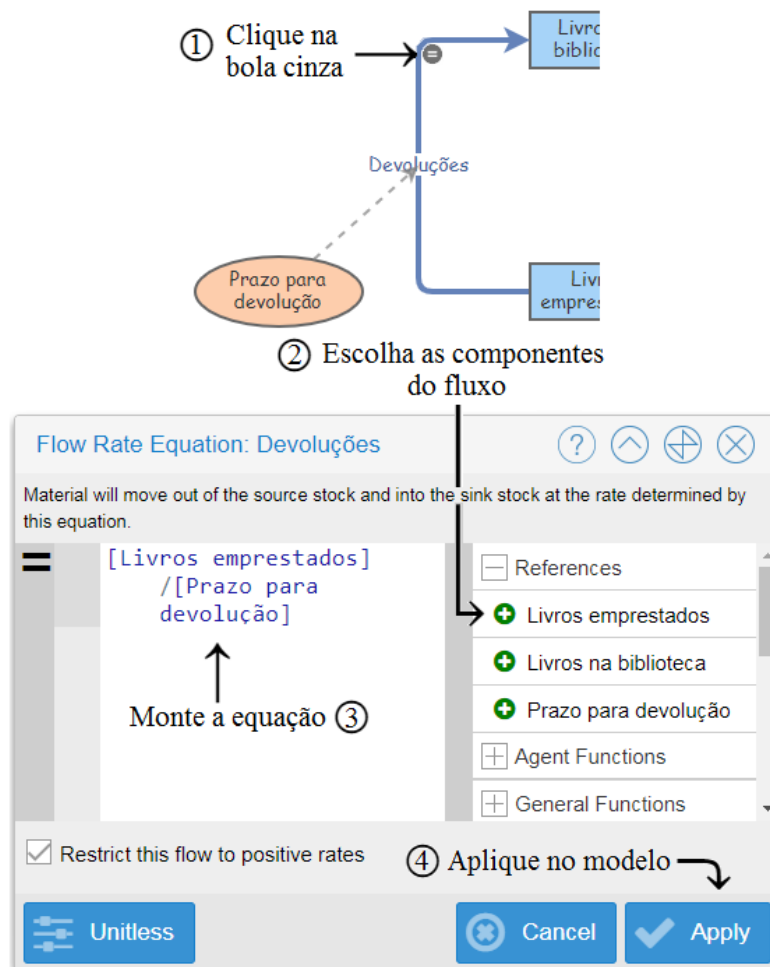 ① Clique na
bola cinza
=
Livro
biblio
Devoluções
Prazo para
devolução
Liv
empres
② Escolha as componentes
do fluxo
Flow Rate Equation: Devoluções
?
Material will move out of the source stock and into the sink stock at the rate determined by
this equation.
=
[Livros emprestados]
/[Prazo para
devolução]
Monte a equação ③
References
Livros emprestados
Livros na biblioteca
Prazo para devolução
Agent Functions
General Functions
Restrict this flow to positive rates
④ Aplique no modelo
Unitless
Cancel
Apply